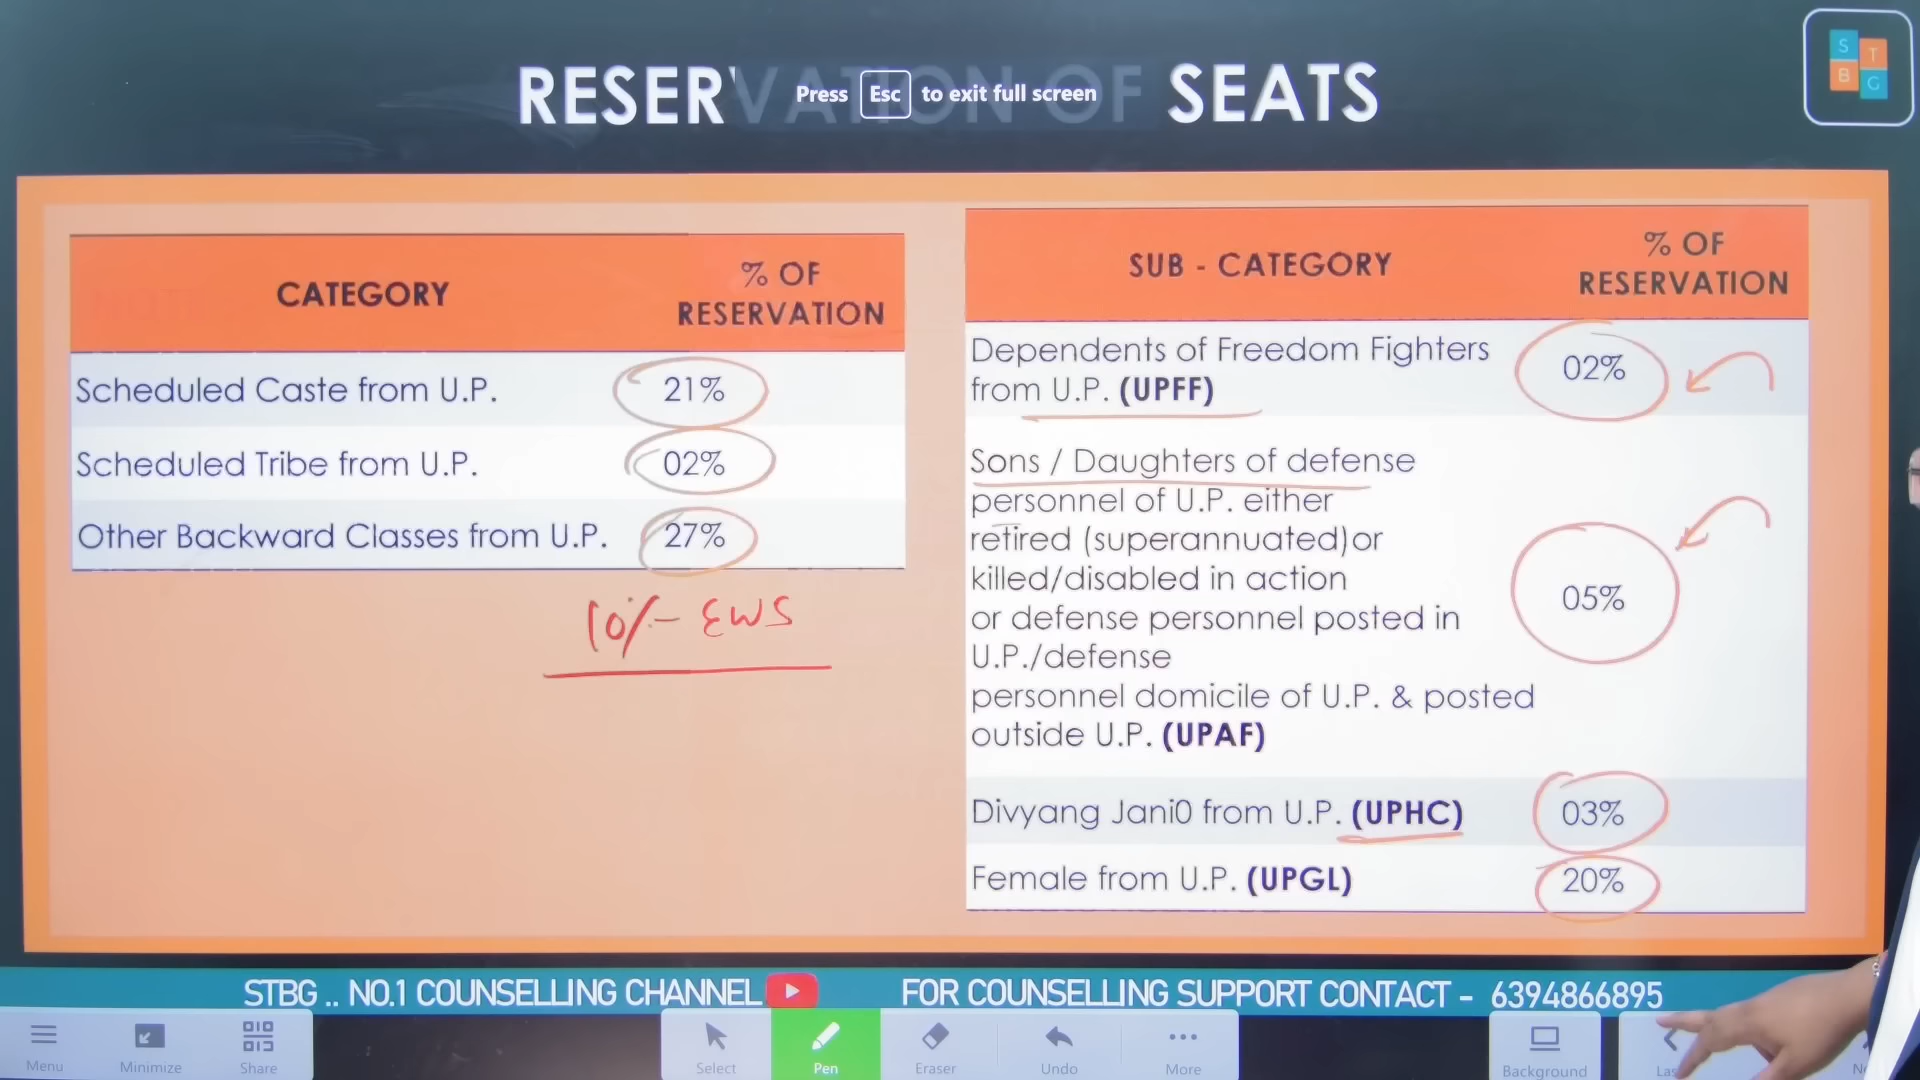 RESERVATION OF SEATS
Press Esc to exit full screen
S T
B G
CATEGORY
% OF
RESERVATION
Scheduled Caste from U.P. 21%
Scheduled Tribe from U.P. 02%
Other Backward Classes from U.P. 27%
10%- EWS
SUB - CATEGORY
% OF
RESERVATION
Dependents of Freedom Fighters
from U.P. (UPFF)
02%
Sons / Daughters of defense
personnel of U.P. either
retired (superannuated)or
killed/disabled in action
or defense personnel posted in
U.P./defense
personnel domicile of U.P. & posted
outside U.P. (UPAF)
05%
Divyang Jani0 from U.P. (UPHC) 03%
Female from U.P. (UPGL) 20%
STBG .. NO.1 COUNSELLING CHANNEL
FOR COUNSELLING SUPPORT CONTACT - 6394866895
Menu Minimize Share Select Pen Eraser Undo More Background